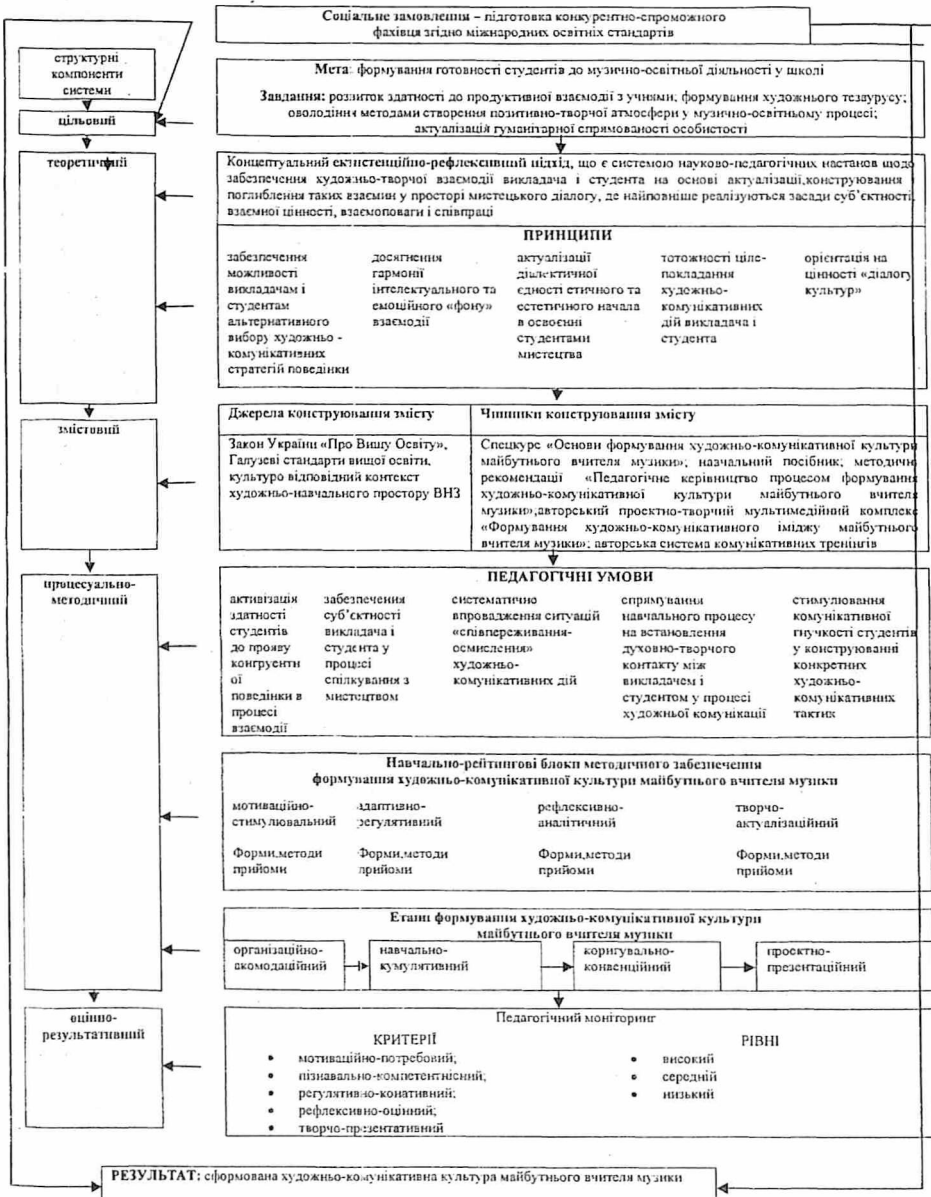 Соціальне замовлення – підготовка конкурентно-спроможного
фахівця згідно міжнародних освітніх стандартів
структурні
компоненти
системи
Мета: формування готовності студентів до музично-освітньої діяльності у школі
Завдання: розвиток здатності до продуктивної взаємодії з учнями; формування художнього тезаурусу;
оволодіння методами створення позитивно-творчої атмосфери у музично-освітньому процесі;
актуалізація гуманітарної спрямованості особистості
цільовий
теоретичний
Концептуальний екзистенційно-рефлексивний підхід, що є системою науково-педагогічних настанов щодо
забезпечення художньо-творчої взаємодії викладача і студента на основі актуалізації,конструювання і
поглиблення таких взаємин у просторі мистецького діалогу, де найповніше реалізуються засади суб’єктності,
взаємної цінності, взаємоповаги і співпраці
ПРИНЦИПИ
забезпечення
можливості
викладачам і
студентам
альтернативного
вибору художньо -
комунікативних
стратегій поведінки
досягнення
гармонії
інтелектуального та
емоційного «фону»
взаємодії
актуалізації
діалектичної
єдності етичного та
естетичного начала
в освоєнні
студентами
мистецтва
тотожності ціле-
покладання
художньо-
комунікативних
дій викладача і
студента
орієнтація на
цінності «діалогу
культур»
змістовий
Джерела конструювання змісту
Закон України «Про Вищу Освіту»,
Галузеві стандарти вищої освіти,
культуро відповідний контекст
художньо-навчального простору ВНЗ
Чинники конструювання змісту
Спецкурс «Основи формування художньо-комунікативної культури
майбутнього вчителя музики»; навчальний посібник; методичні
рекомендації «Педагогічне керівництво процесом формування
художньо-комунікативної культури майбутнього вчителя
музики»,авторський проектно-творчий мультимедійний комплекс
«Формування художньо-комунікативного іміджу майбутнього
вчителя музики»; авторська система комунікативних тренінгів
процесуально-
методичний
ПЕДАГОГІЧНІ УМОВИ
активізація
здатності
студентів
до прояву
конгруентн
ої
поведінки в
процесі
взаємодії
забезпечення
суб’єктності
викладача і
студента у
процесі
спілкування з
мистецтвом
систематично
впровадження ситуацій
«співпереживання-
осмислення»
художньо-
комунікативних дій
спрямування
навчального процесу
на встановлення
духовно-творчого
контакту між
викладачем і
студентом у процесі
художньої комунікації
стимулювання
комунікативної
гнучкості студентів
у конструюванні
конкретних
художньо-
комунікативних
тактик
Навчально-рейтингові блоки методичного забезпечення
формування художньо-комунікативної культури майбутнього вчителя музики
мотиваційно-
стимулювальний
адаптивно-
регулятивний
рефлексивно-
аналітичний
творчо-
актуалізаційний
Форми,методи
прийоми
Форми,методи
прийоми
Форми,методи
прийоми
Форми,методи
прийоми
Етапи формування художньо-комунікативної культури
майбутнього вчителя музики
організаційно-
акомодаційний
навчально-
кумулятивний
коригувально-
конвенційний
проектно-
презентаційний
оцінно-
результативний
Педагогічний моніторинг
КРИТЕРІЇ
• мотиваційно-потребовий;
• пізнавально-компетентнісний;
• регулятивно-конативний;
• рефлексивно-оцінний;
• творчо-презентативний
РІВНІ
• високий
• середній
• низький
РЕЗУЛЬТАТ: сформована художньо-комунікативна культура майбутнього вчителя музики